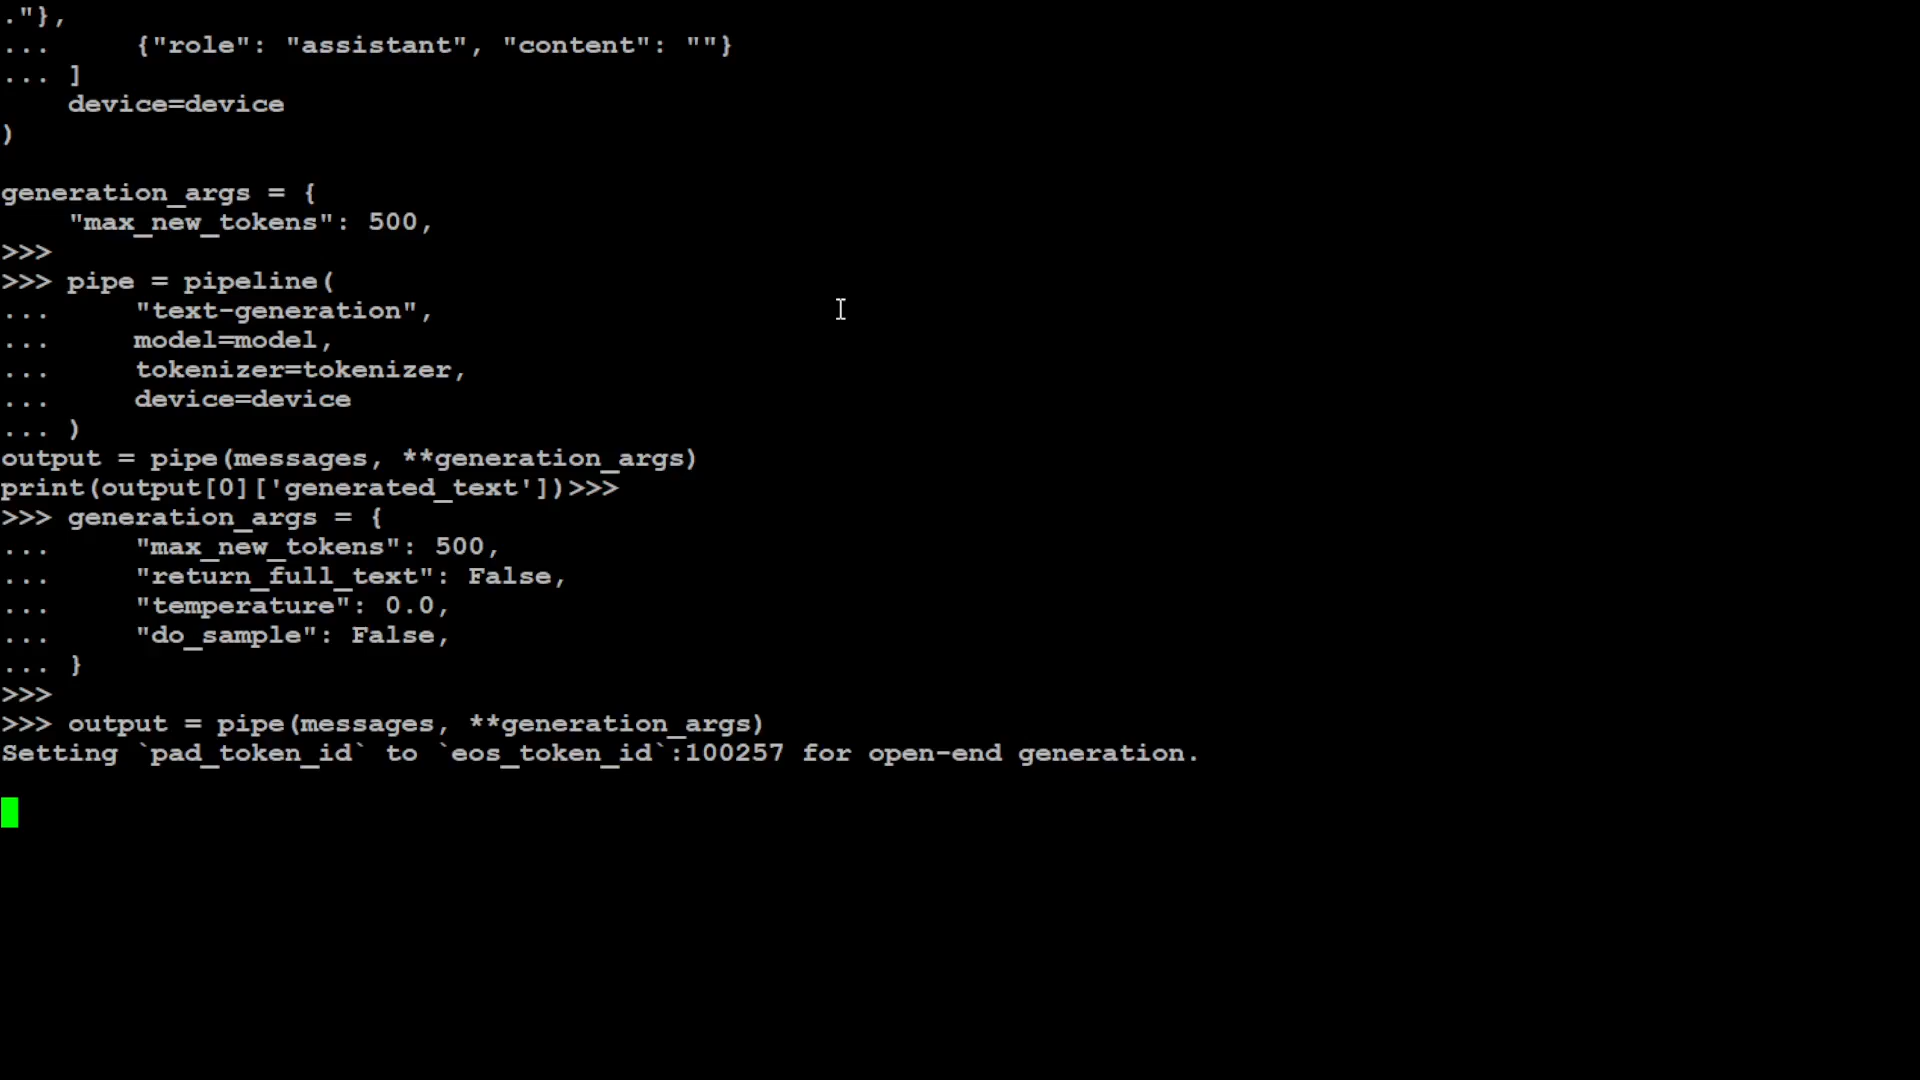 ."},
...     {"role": "assistant", "content": ""}
... ]
    device=device
)

generation_args = {
    "max_new_tokens": 500,
>>>
>>> pipe = pipeline(
...     "text-generation",
...     model=model,
...     tokenizer=tokenizer,
...     device=device
... )
output = pipe(messages, **generation_args)
print(output[0]['generated_text'])>>>
>>> generation_args = {
...     "max_new_tokens": 500,
...     "return_full_text": False,
...     "temperature": 0.0,
...     "do_sample": False,
... }
>>>
>>> output = pipe(messages, **generation_args)
Setting `pad_token_id` to `eos_token_id`:100257 for open-end generation.